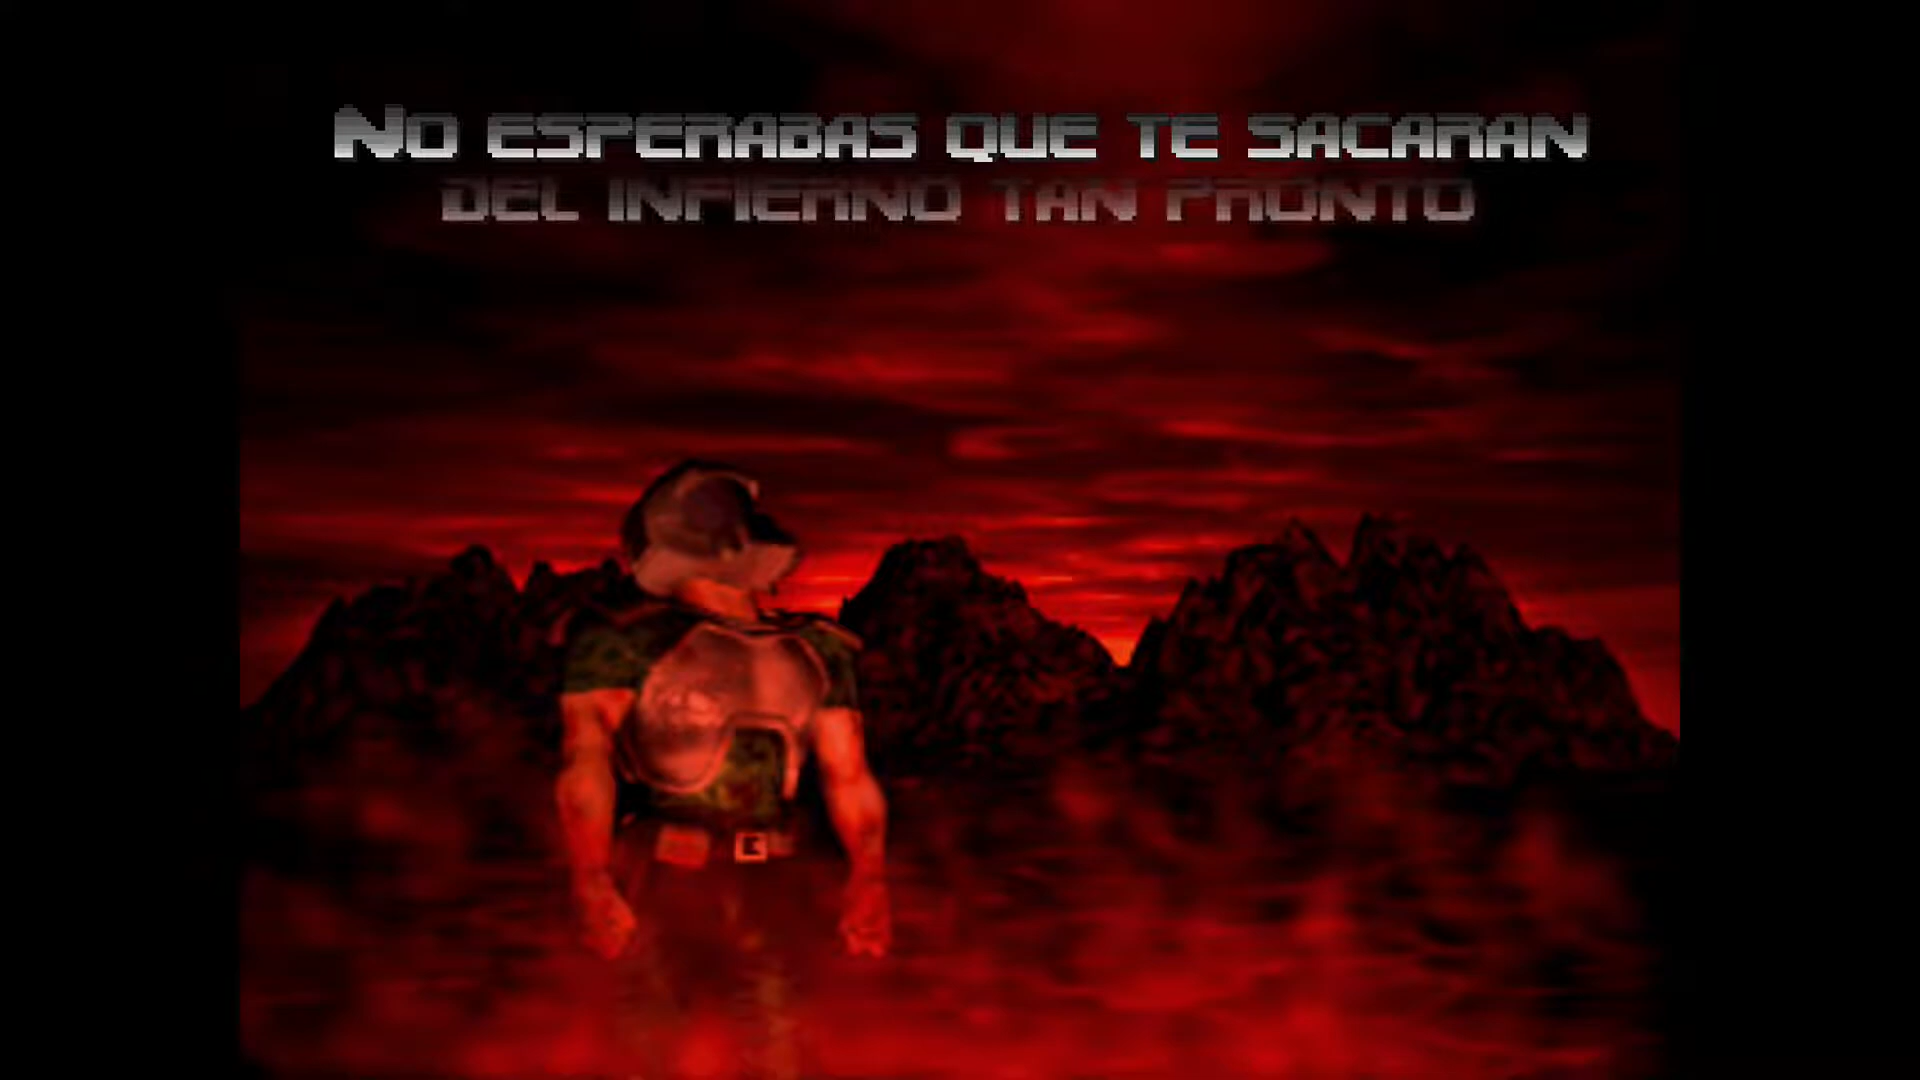 No esperabas que te sacaran
del infierno tan pronto